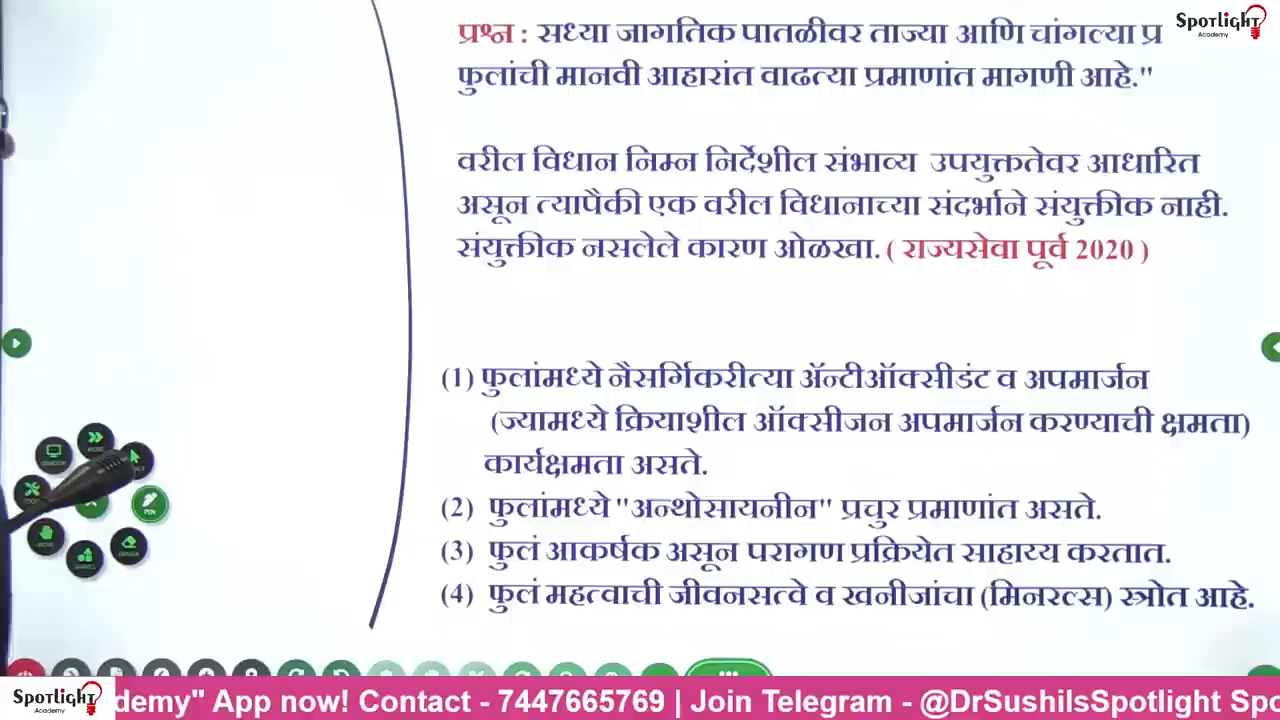 प्रश्न : सध्या जागतिक पातळीवर ताज्या आणि चांगल्या प्र
फुलांची मानवी आहारांत वाढत्या प्रमाणांत मागणी आहे."
वरील विधान निम्न निर्देशील संभाव्य उपयुक्ततेवर आधारित
असून त्यापैकी एक वरील विधानाच्या संदर्भाने संयुक्तीक नाही.
संयुक्तीक नसलेले कारण ओळखा. ( राज्यसेवा पूर्व 2020 )
(1) फुलांमध्ये नैसर्गिकरीत्या ॲन्टीऑक्सीडंट व अपमार्जन
(ज्यामध्ये क्रियाशील ऑक्सीजन अपमार्जन करण्याची क्षमता)
कार्यक्षमता असते.
(2) फुलांमध्ये "अन्थोसायनीन" प्रचुर प्रमाणांत असते.
(3) फुलं आकर्षक असून परागण प्रक्रियेत साहाय्य करतात.
(4) फुलं महत्वाची जीवनसत्वे व खनीजांचा (मिनरल्स) स्त्रोत आहे.
Spotlight
Academy
MORE
PEN
Spotlight
Academy
demy" App now! Contact - 7447665769 | Join Telegram - @DrSushilsSpotlight Spo